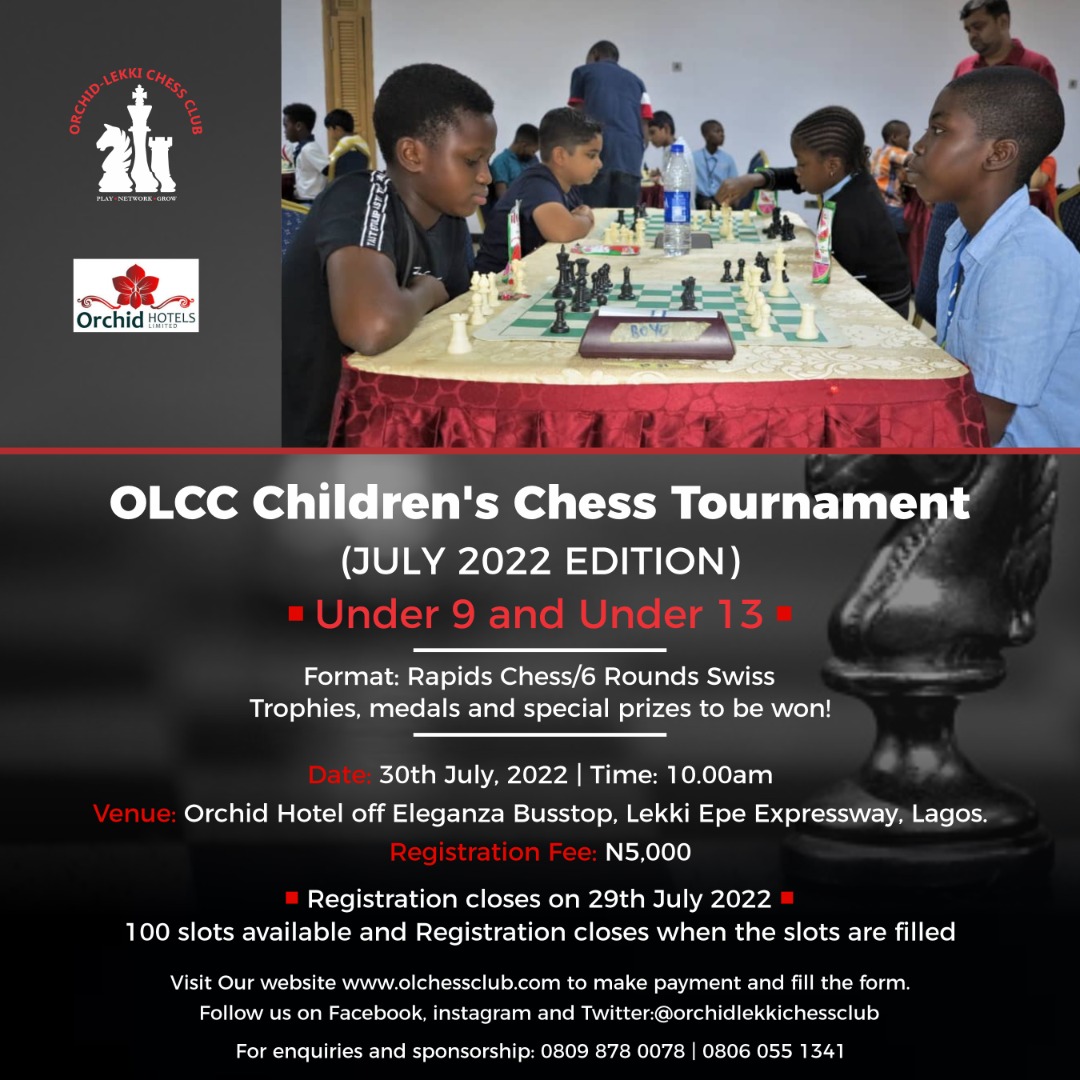 ORCHID-LEKKI CHESS CLUB
PLAY·NETWORK·GROW
Orchid HOTELS
LIMITED
OLCC Children's Chess Tournament
(JULY 2022 EDITION)
Under 9 and Under 13
Format: Rapids Chess/6 Rounds Swiss
Trophies, medals and special prizes to be won!
Date: 30th July, 2022 | Time: 10.00am
Venue: Orchid Hotel off Eleganza Busstop, Lekki Epe Expressway, Lagos.
Registration Fee: N5,000
Registration closes on 29th July 2022
100 slots available and Registration closes when the slots are filled
Visit Our website www.olchessclub.com to make payment and fill the form.
Follow us on Facebook, instagram and Twitter:@orchidlekkichessclub
For enquiries and sponsorship: 0809 878 0078 | 0806 055 1341